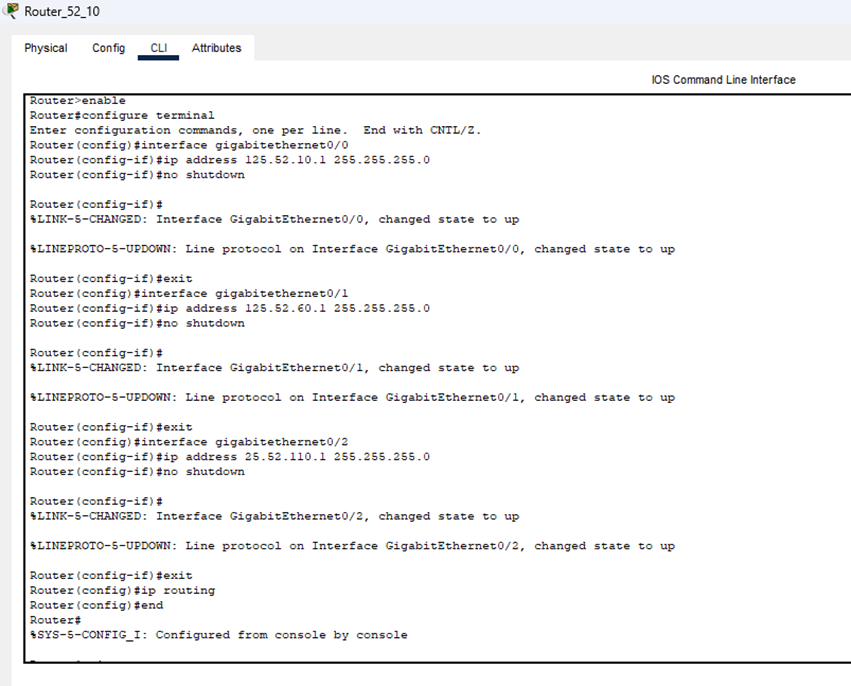 Router_52_10
Physical Config CLI Attributes
IOS Command Line Interface
Router>enable
Router#configure terminal
Enter configuration commands, one per line.  End with CNTL/Z.
Router(config)#interface gigabitethernet0/0
Router(config-if)#ip address 125.52.10.1 255.255.255.0
Router(config-if)#no shutdown
Router(config-if)#
%LINK-5-CHANGED: Interface GigabitEthernet0/0, changed state to up
%LINEPROTO-5-UPDOWN: Line protocol on Interface GigabitEthernet0/0, changed state to up
Router(config-if)#exit
Router(config)#interface gigabitethernet0/1
Router(config-if)#ip address 125.52.60.1 255.255.255.0
Router(config-if)#no shutdown
Router(config-if)#
%LINK-5-CHANGED: Interface GigabitEthernet0/1, changed state to up
%LINEPROTO-5-UPDOWN: Line protocol on Interface GigabitEthernet0/1, changed state to up
Router(config-if)#exit
Router(config)#interface gigabitethernet0/2
Router(config-if)#ip address 25.52.110.1 255.255.255.0
Router(config-if)#no shutdown
Router(config-if)#
%LINK-5-CHANGED: Interface GigabitEthernet0/2, changed state to up
%LINEPROTO-5-UPDOWN: Line protocol on Interface GigabitEthernet0/2, changed state to up
Router(config-if)#exit
Router(config)#ip routing
Router(config)#end
Router#
%SYS-5-CONFIG_I: Configured from console by console